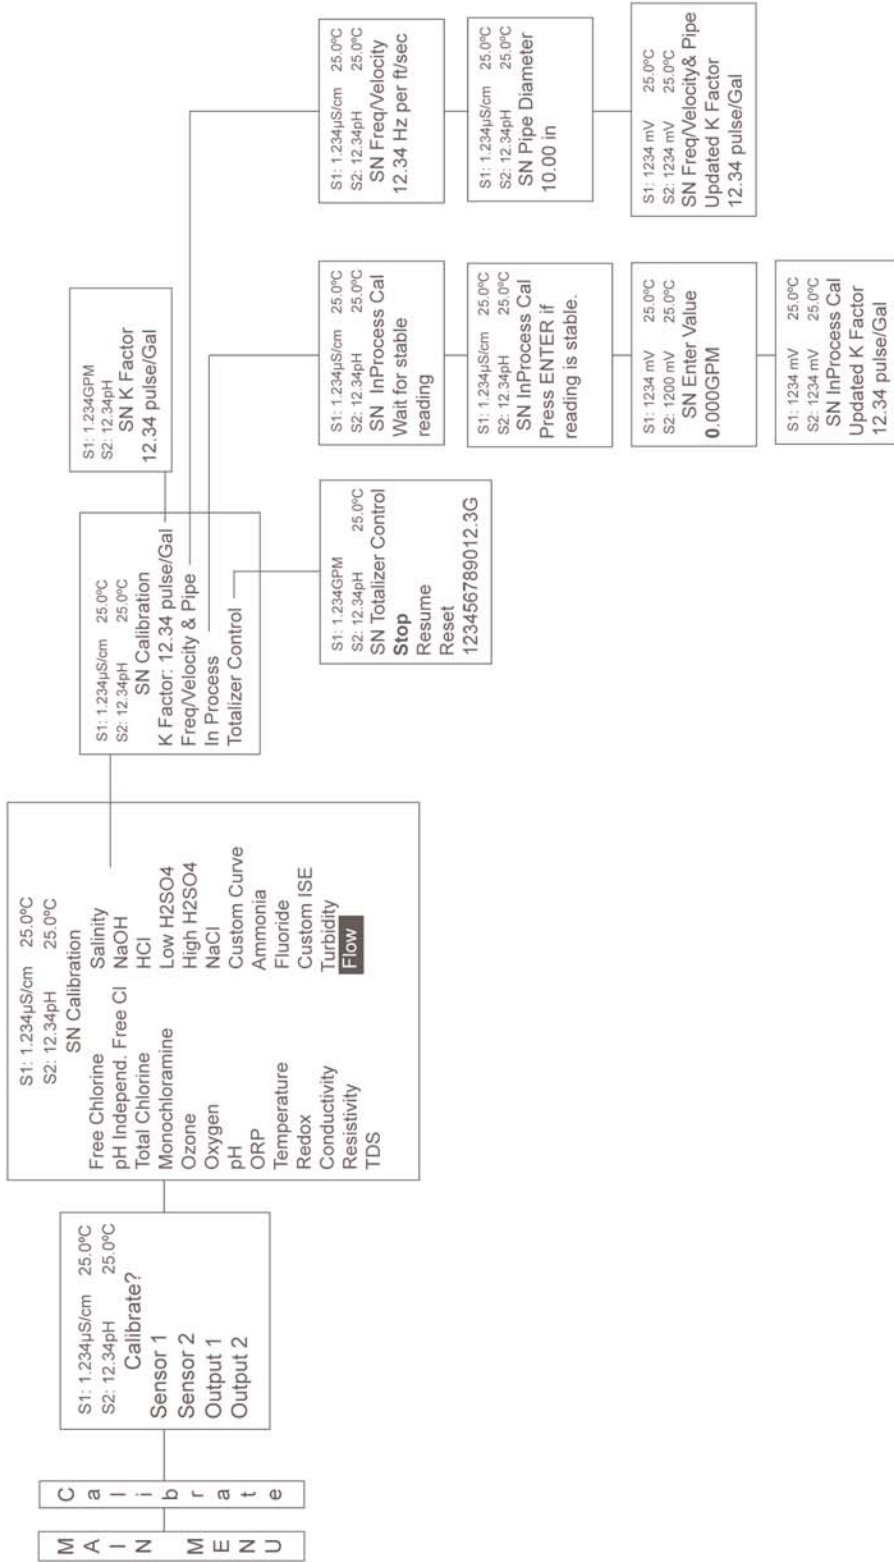 MAIN MENU
Calibrate
S1: 1.234µS/cm 25.0ºC
S2: 12.34pH 25.0ºC
Calibrate?
Sensor 1
Sensor 2
Output 1
Output 2
S1: 1.234µS/cm 25.0ºC
S2: 12.34pH 25.0ºC
SN Calibration
Free Chlorine Salinity
pH Independ. Free Cl NaOH
Total Chlorine HCl
Monochloramine Low H2SO4
Ozone High H2SO4
Oxygen NaCl
pH Custom Curve
ORP Ammonia
Temperature Fluoride
Redox Custom ISE
Conductivity Turbidity
Resistivity Flow
TDS
S1: 1.234µS/cm 25.0ºC
S2: 12.34pH 25.0ºC
SN Calibration
K Factor: 12.34 pulse/Gal
Freq/Velocity & Pipe
In Process
Totalizer Control
S1: 1.234GPM
S2: 12.34pH
SN K Factor
12.34 pulse/Gal
S1: 1.234GPM
S2: 12.34pH 25.0ºC
SN Totalizer Control
Stop
Resume
Reset
123456789012.3G
S1: 1.234µS/cm 25.0ºC
S2: 12.34pH 25.0ºC
SN InProcess Cal
Wait for stable
reading
S1: 1.234µS/cm 25.0ºC
S2: 12.34pH 25.0ºC
SN InProcess Cal
Press ENTER if
reading is stable.
S1: 1234 mV 25.0ºC
S2: 1200 mV 25.0ºC
SN Enter Value
0.000GPM
S1: 1234 mV 25.0ºC
S2: 1234 mV 25.0ºC
SN InProcess Cal
Updated K Factor
12.34 pulse/Gal
S1: 1.234µS/cm 25.0ºC
S2: 12.34pH 25.0ºC
SN Freq/Velocity
12.34 Hz per ft/sec
S1: 1.234µS/cm 25.0ºC
S2: 12.34pH 25.0ºC
SN Pipe Diameter
10.00 in
S1: 1234 mV 25.0ºC
S2: 1234 mV 25.0ºC
SN Freq/Velocity& Pipe
Updated K Factor
12.34 pulse/Gal